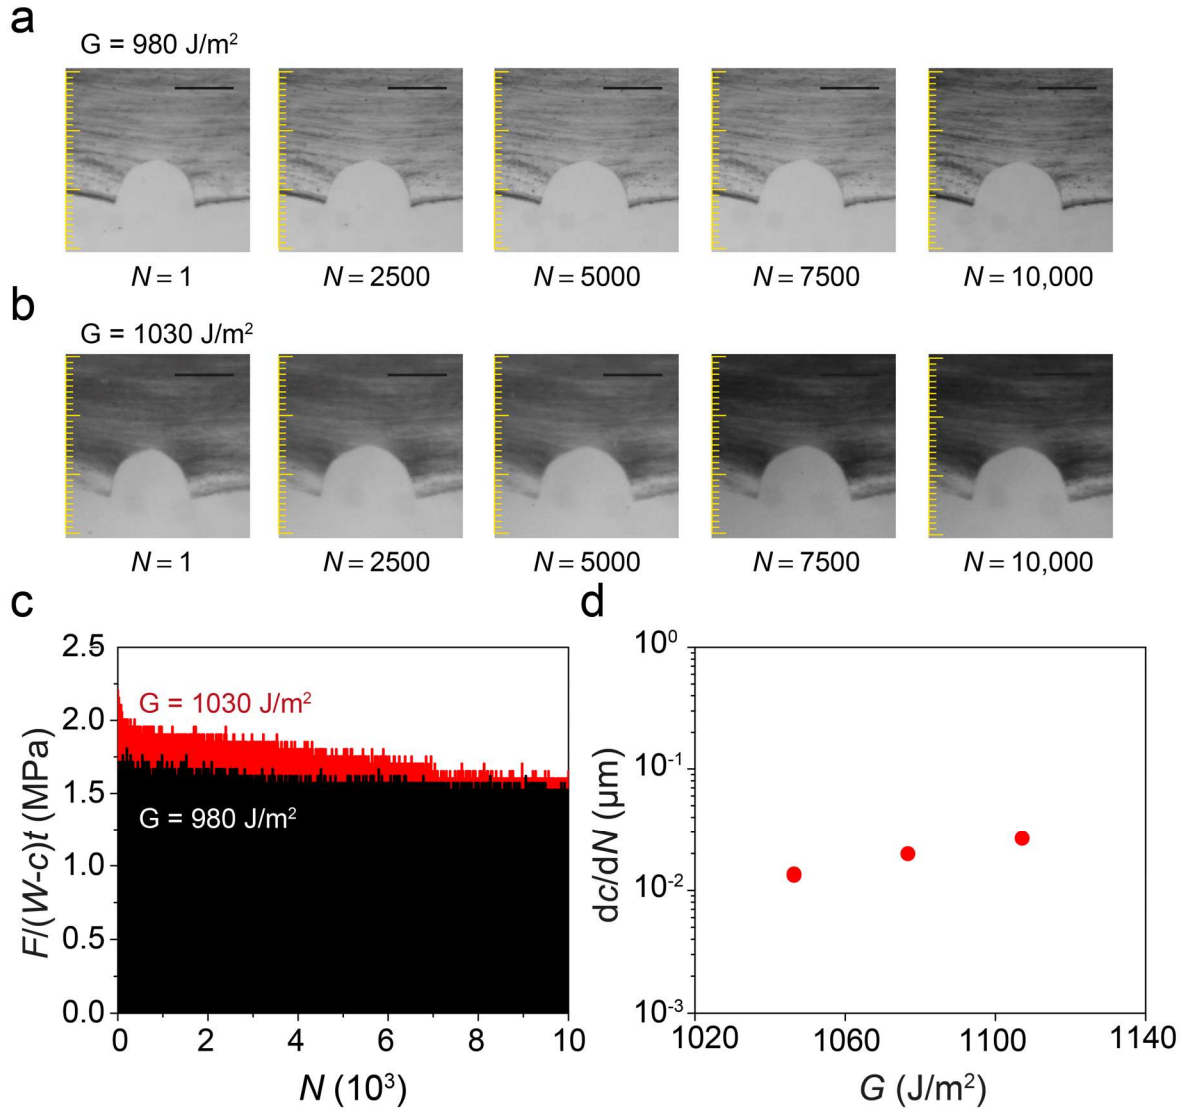 a
G = 980 J/m²
N = 1
N = 2500
N = 5000
N = 7500
N = 10,000
b
G = 1030 J/m²
N = 1
N = 2500
N = 5000
N = 7500
N = 10,000
c
2.5
2.0
1.5
1.0
0.5
0.0
F/(W-c)t (MPa)
G = 1030 J/m²
G = 980 J/m²
0 2 4 6 8 10
N (10³)
d
10⁰
10⁻¹
10⁻²
10⁻³
dc/dN (μm)
1020 1060 1100 1140
G (J/m²)